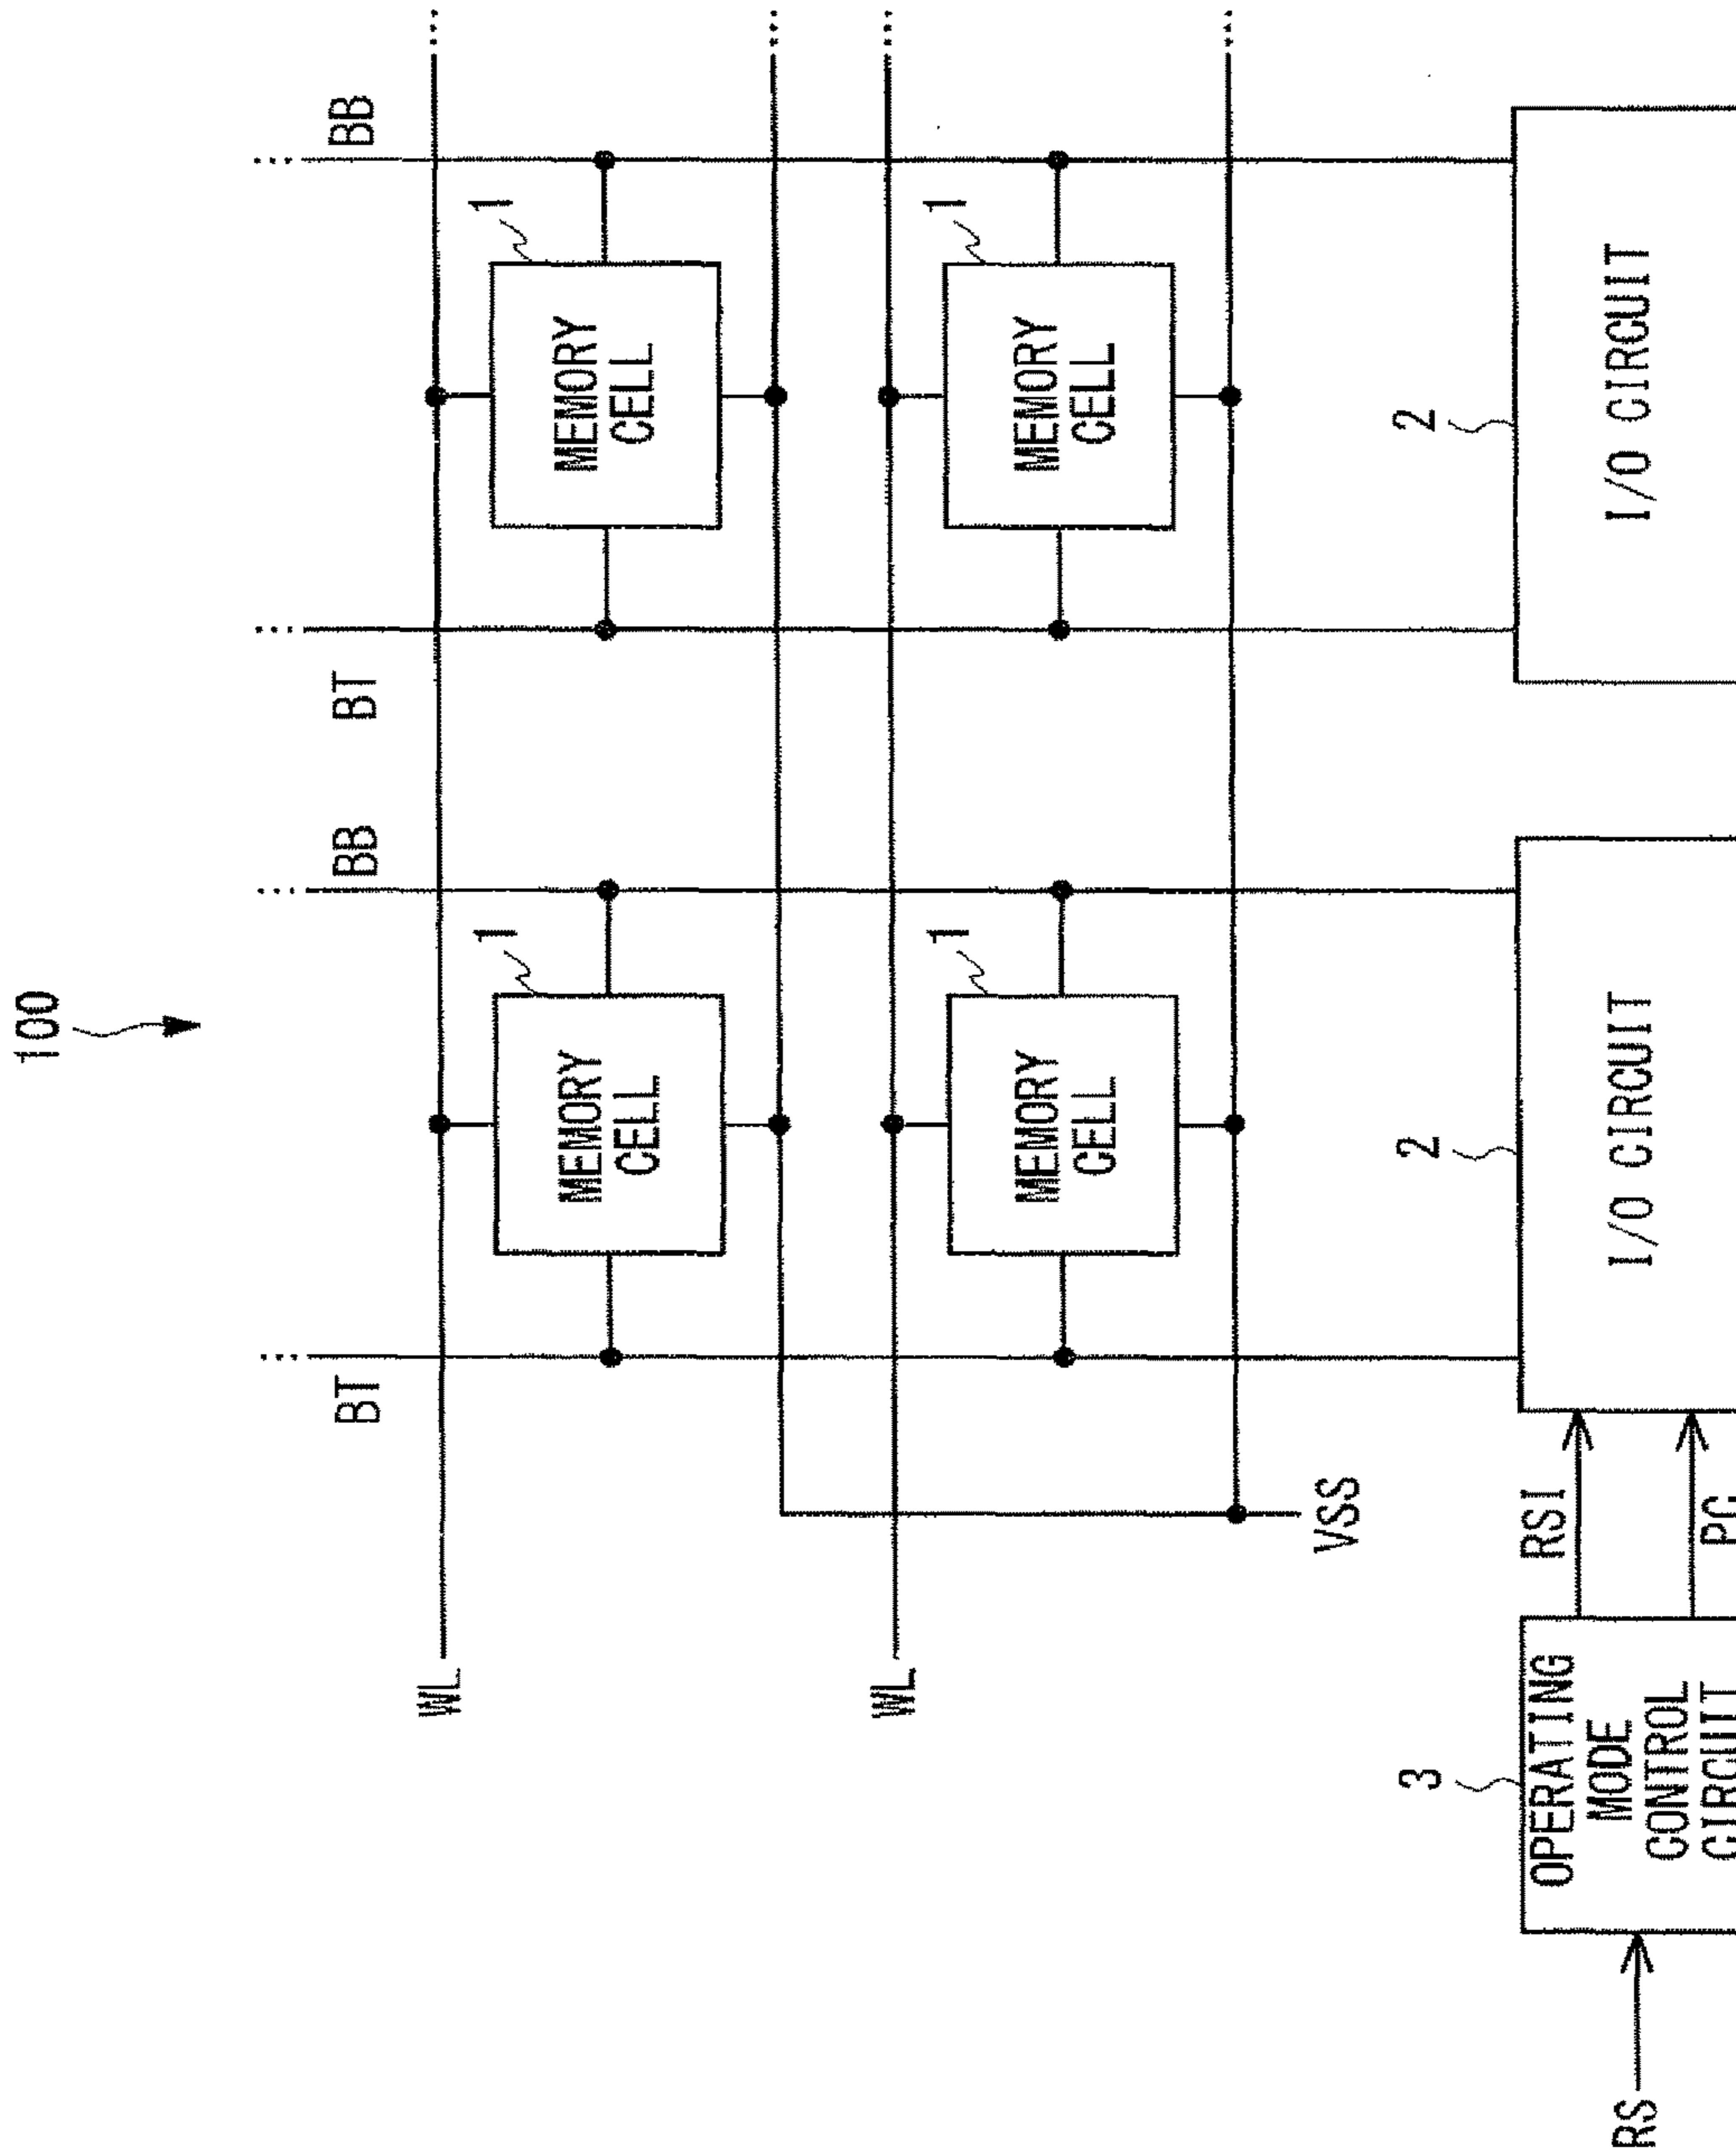 100
BT BB BT BB
WL
1 1
MEMORY MEMORY
CELL CELL
WL
1 1
MEMORY MEMORY
CELL CELL
VSS
3 2 2
OPERATING
MODE
CONTROL
CIRCUIT
RSI
RS
I/O CIRCUIT I/O CIRCUIT